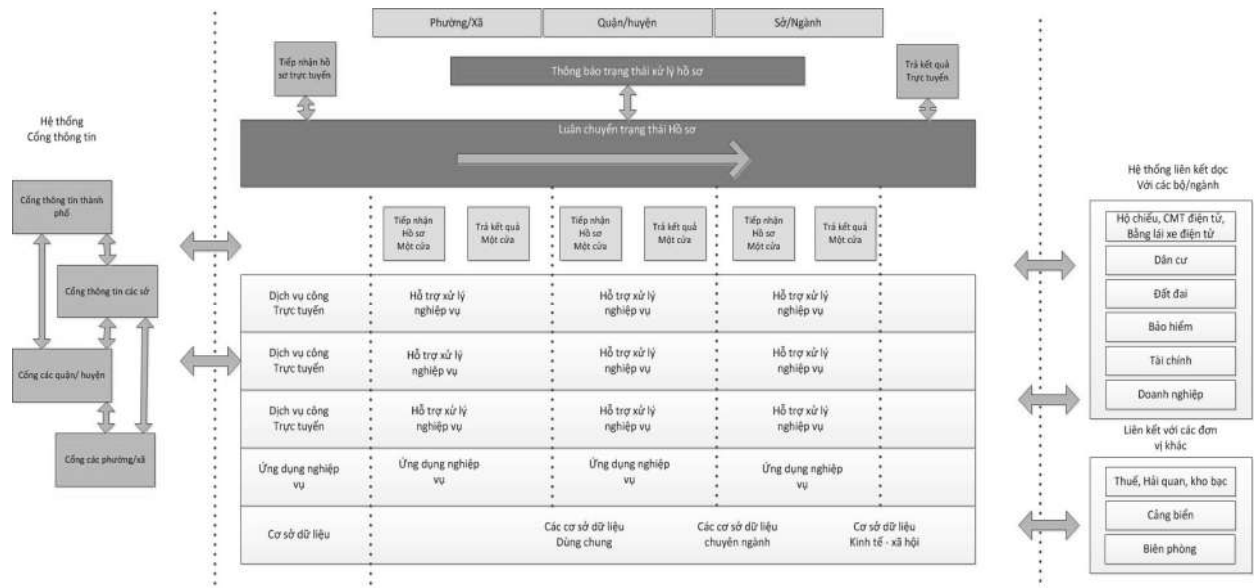 Phường/Xã
Quận/huyện
Sở/Ngành
Tiếp nhận hồ
sơ trực tuyến
Thông báo trạng thái xử lý hồ sơ
Trả kết quả
Trực tuyến
Luân chuyển trạng thái Hồ sơ
Hệ thống
Cổng thông tin
Cổng thông tin thành
phố
Cổng thông tin các sở
Cổng các quận/ huyện
Cổng các phường/xã
Tiếp nhận
Hồ sơ
Một cửa
Trả kết quả
Một cửa
Tiếp nhận
Hồ sơ
Một cửa
Trả kết quả
Một cửa
Tiếp nhận
Hồ sơ
Một cửa
Trả kết quả
Một cửa
Dịch vụ công
Trực tuyến
Hỗ trợ xử lý
nghiệp vụ
Hỗ trợ xử lý
nghiệp vụ
Hỗ trợ xử lý
nghiệp vụ
Dịch vụ công
Trực tuyến
Hỗ trợ xử lý
nghiệp vụ
Hỗ trợ xử lý
nghiệp vụ
Hỗ trợ xử lý
nghiệp vụ
Dịch vụ công
Trực tuyến
Hỗ trợ xử lý
nghiệp vụ
Hỗ trợ xử lý
nghiệp vụ
Hỗ trợ xử lý
nghiệp vụ
Ứng dụng nghiệp
vụ
Ứng dụng nghiệp
vụ
Ứng dụng nghiệp
vụ
Ứng dụng nghiệp
vụ
Cơ sở dữ liệu
Các cơ sở dữ liệu
Dùng chung
Các cơ sở dữ liệu
chuyên ngành
Cơ sở dữ liệu
Kinh tế - xã hội
Hệ thống liên kết dọc
Với các bộ/ngành
Hộ chiếu, CMT điện tử,
Bằng lái xe điện tử
Dân cư
Đất đai
Bảo hiểm
Tài chính
Doanh nghiệp
Liên kết với các đơn
vị khác
Thuế, Hải quan, kho bạc
Cảng biển
Biên phòng